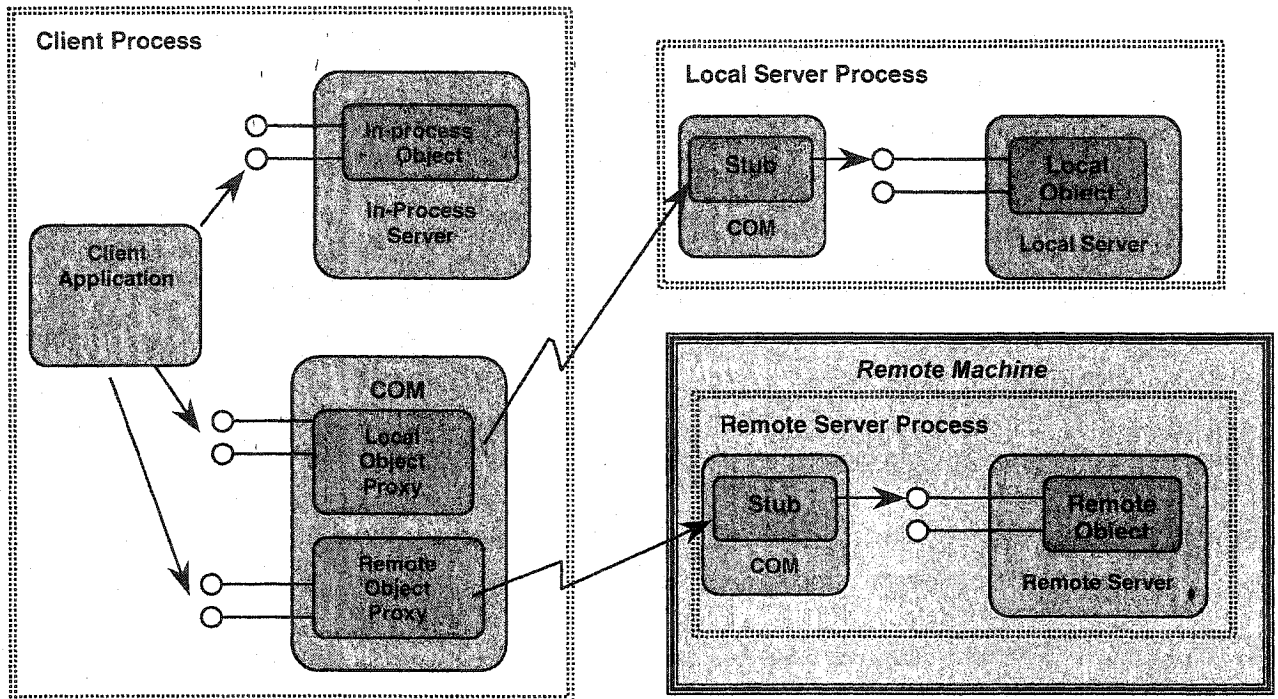 Client Process
In-process
Object
In-Process
Server
Client
Application
COM
Local
Object
Proxy
Remote
Object
Proxy
Local Server Process
Stub
COM
Local
Object
Local Server
Remote Machine
Remote Server Process
Stub
COM
Remote
Object
Remote Server